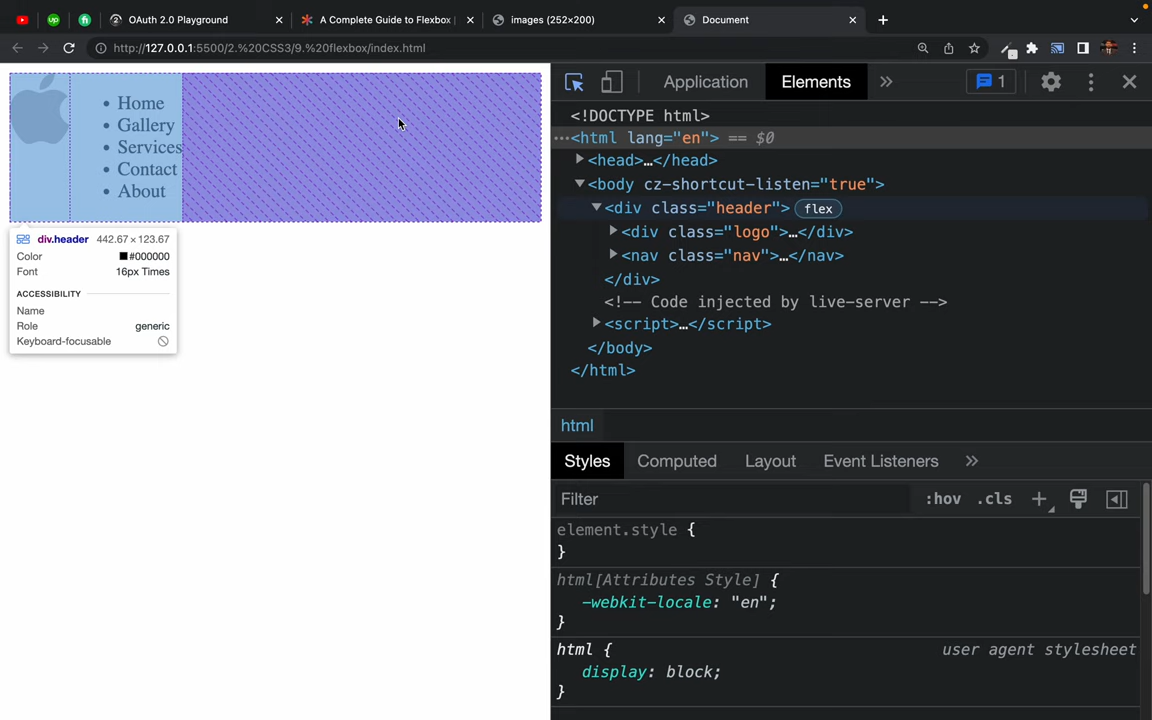 up
fi
OAuth 2.0 Playground
A Complete Guide to Flexbox
images (252×200)
Document
http://127.0.0.1:5500/2.%20CSS3/9.%20flexbox/index.html
Home
Gallery
Services
Contact
About
div.header 442.67 × 123.67
Color #000000
Font 16px Times
ACCESSIBILITY
Name
Role generic
Keyboard-focusable
Application Elements » 1
<!DOCTYPE html>
<html lang="en"> == $0
<head>…</head>
<body cz-shortcut-listen="true">
<div class="header"> flex
<div class="logo">…</div>
<nav class="nav">…</nav>
</div>
<!-- Code injected by live-server -->
<script>…</script>
</body>
</html>
html
Styles Computed Layout Event Listeners »
Filter :hov .cls +
element.style {
}
html[Attributes Style] {
-webkit-locale: "en";
}
html { user agent stylesheet
display: block;
}